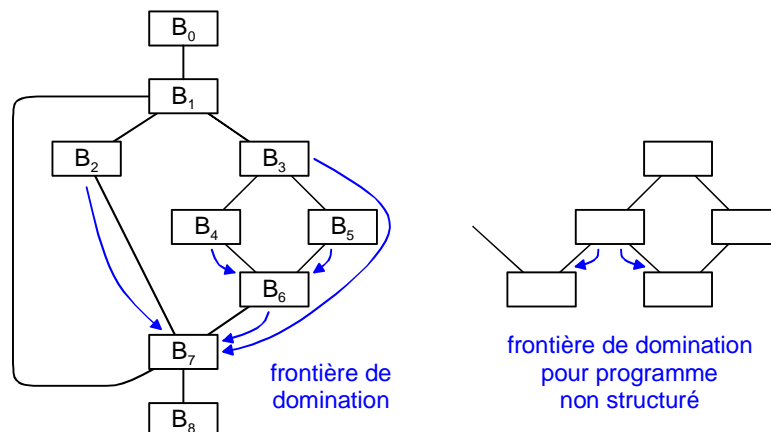 B₀
B₁
B₂
B₃
B₄
B₅
B₆
B₇
B₈
frontière de
domination
frontière de domination
pour programme
non structuré